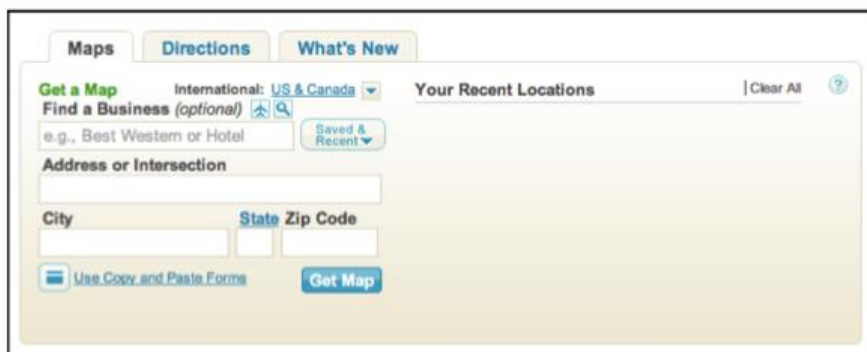 Maps Directions What's New
Get a Map International: US & Canada Your Recent Locations | Clear All ?
Find a Business (optional)
e.g., Best Western or Hotel Saved & Recent
Address or Intersection
City State Zip Code
Use Copy and Paste Forms Get Map